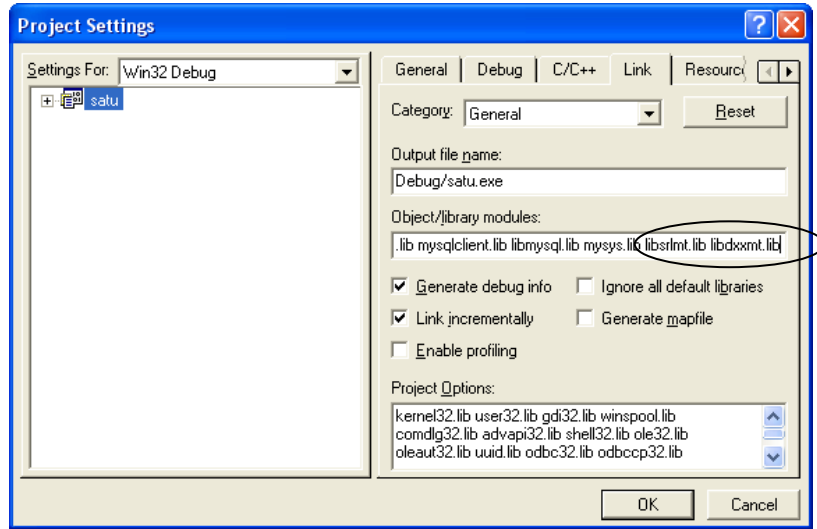 Project Settings
Settings For: Win32 Debug
satu
General Debug C/C++ Link Resourc
Category: General Reset
Output file name:
Debug/satu.exe
Object/library modules:
.lib mysqlclient.lib libmysql.lib mysys.lib libsrlmt.lib libdxxmt.lib
Generate debug info Ignore all default libraries
Link incrementally Generate mapfile
Enable profiling
Project Options:
kernel32.lib user32.lib gdi32.lib winspool.lib
comdlg32.lib advapi32.lib shell32.lib ole32.lib
oleaut32.lib uuid.lib odbc32.lib odbccp32.lib
OK Cancel